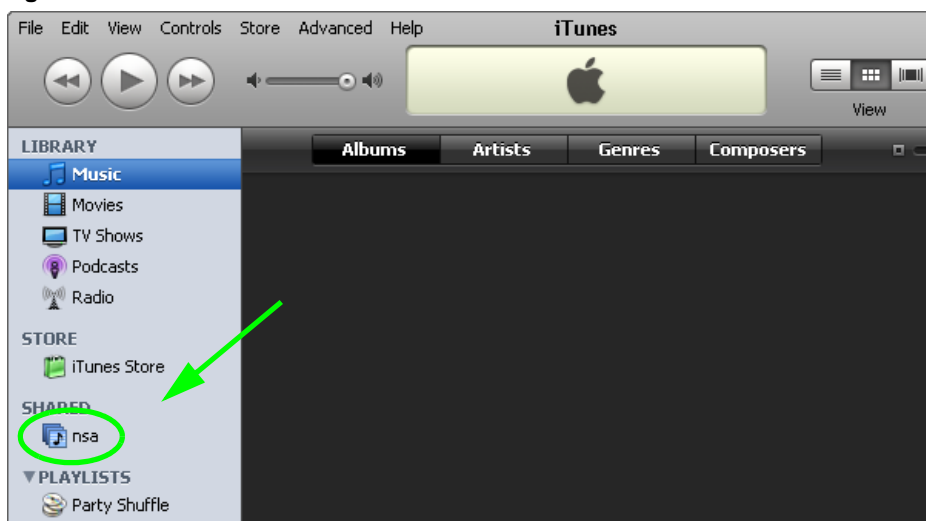 File Edit View Controls Store Advanced Help iTunes
View
Albums Artists Genres Composers
LIBRARY
Music
Movies
TV Shows
Podcasts
Radio
STORE
iTunes Store
SHARED
nsa
PLAYLISTS
Party Shuffle